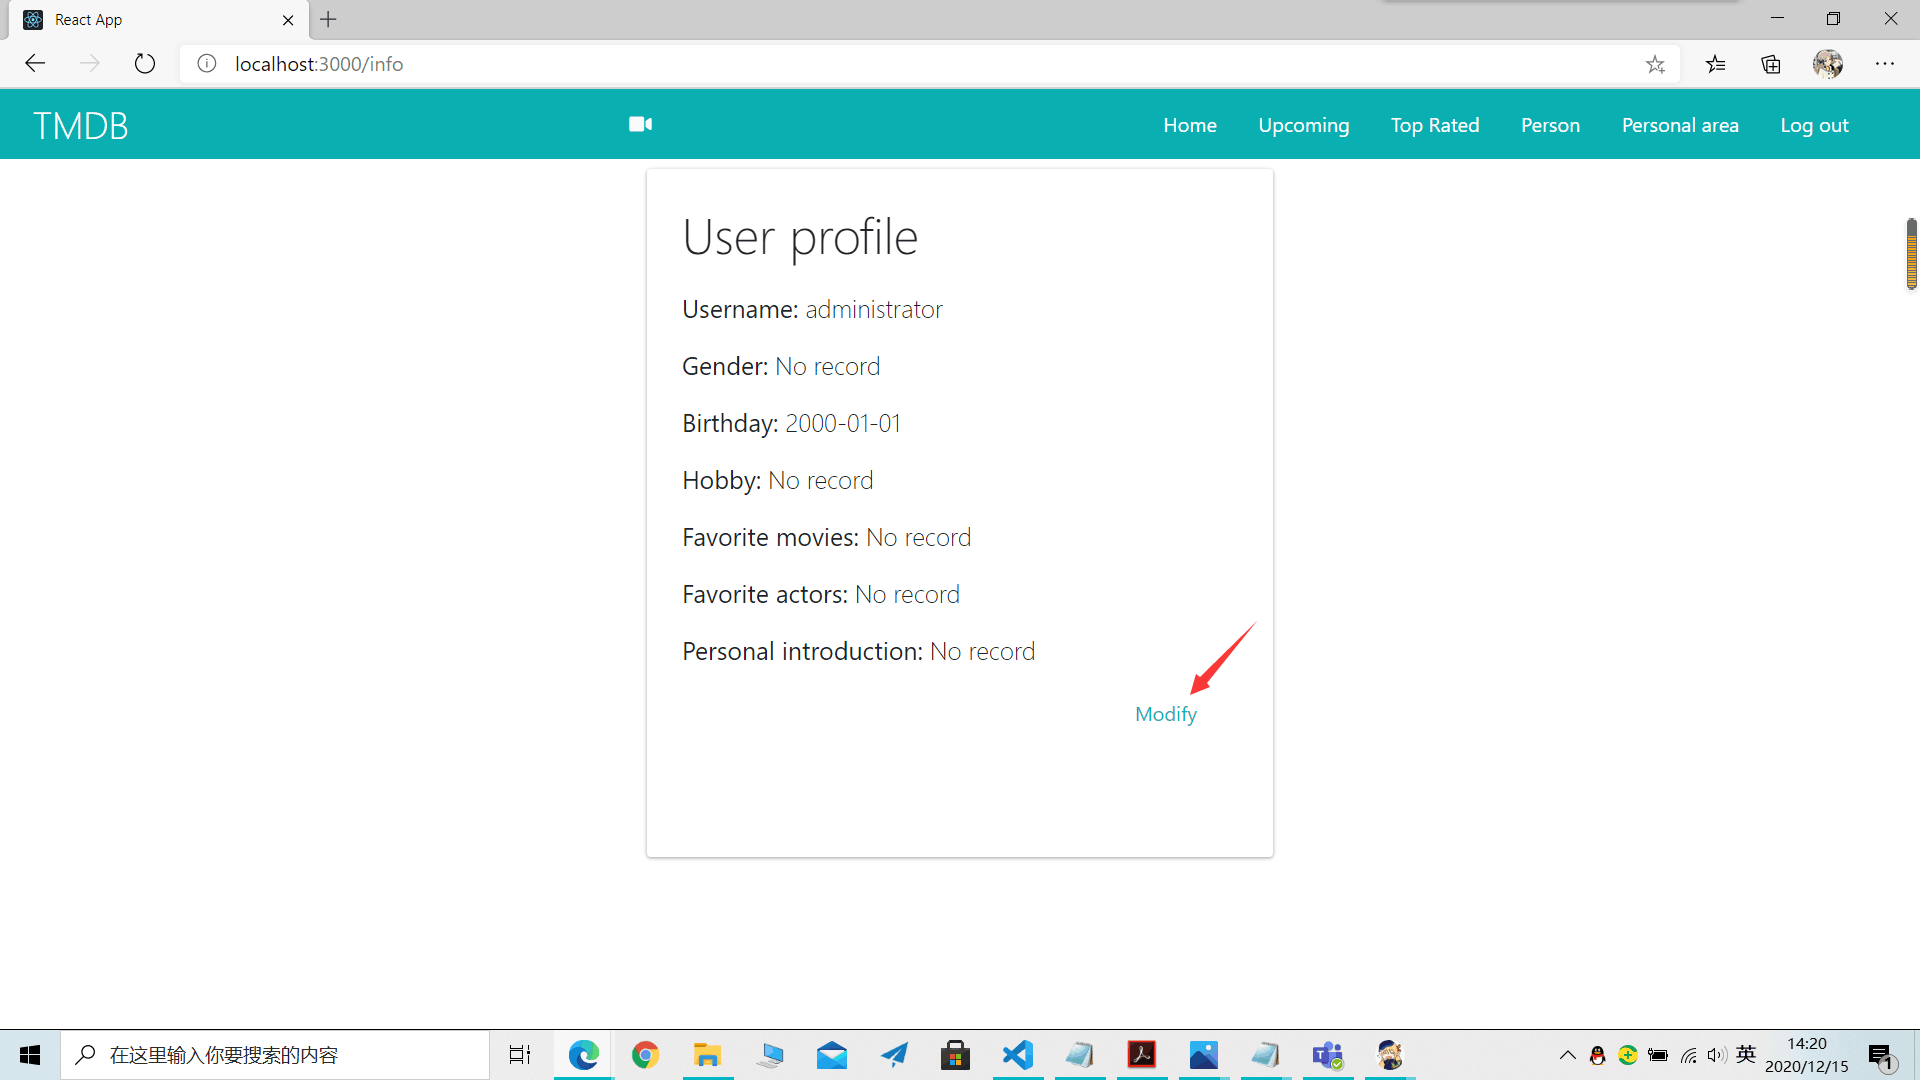 React App
localhost:3000/info
TMDB
Home
Upcoming
Top Rated
Person
Personal area
Log out
User profile
Username: administrator
Gender: No record
Birthday: 2000-01-01
Hobby: No record
Favorite movies: No record
Favorite actors: No record
Personal introduction: No record
Modify
在这里输入你要搜索的内容
英
14:20
2020/12/15
1